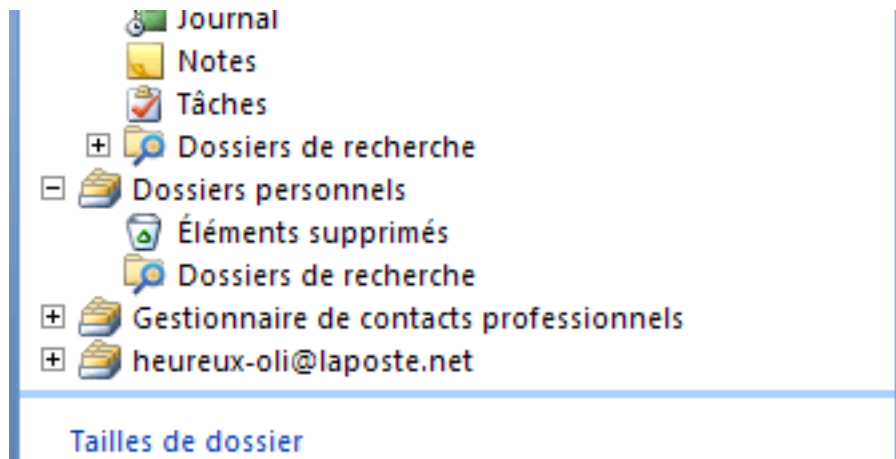 Journal
Notes
Tâches
Dossiers de recherche
Dossiers personnels
Éléments supprimés
Dossiers de recherche
Gestionnaire de contacts professionnels
heureux-oli@laposte.net
Tailles de dossier